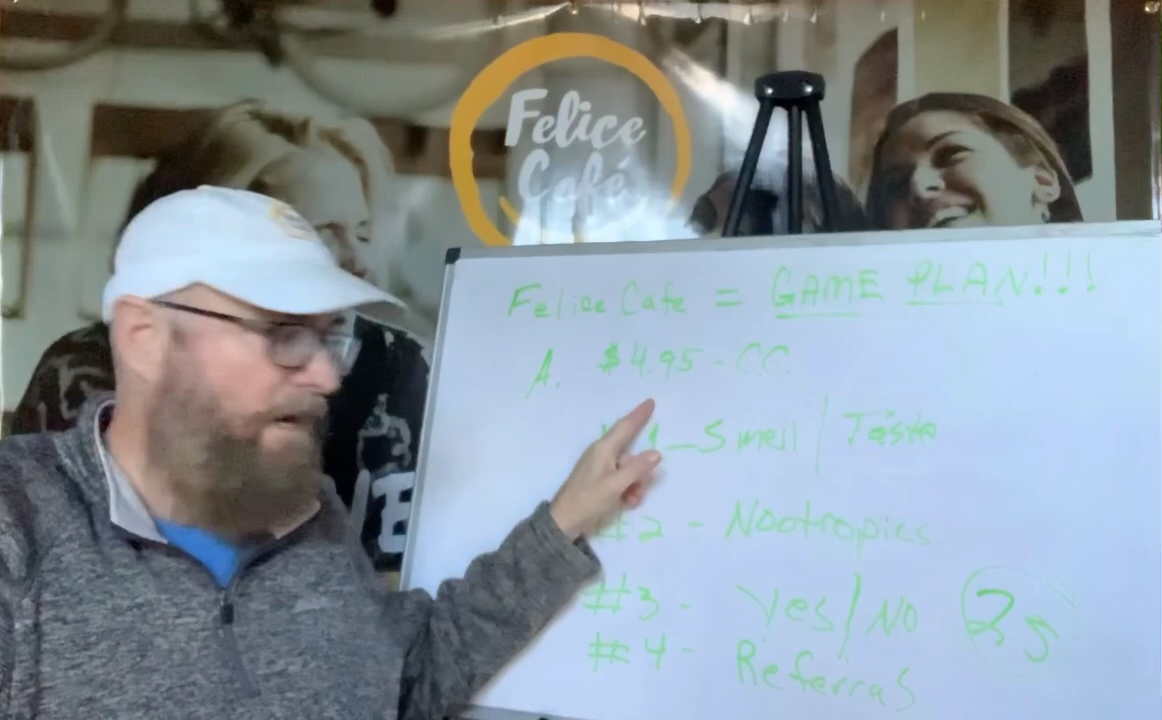 Felice
Café
Felice Cafe = GAME PLAN!!!
A. $4.95 - CC
#1 - Smell / Taste
#2 - Nootropics
#3 - Yes/No 25
#4 - Referrals